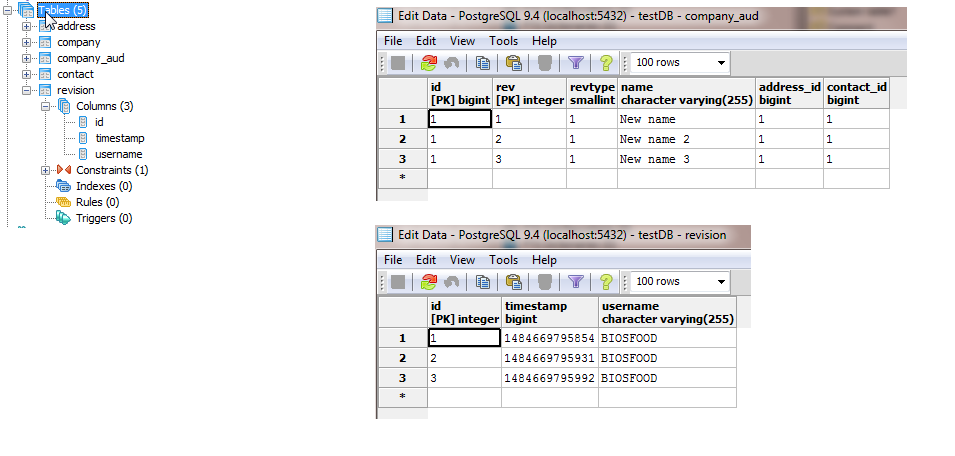 Tables (5)
address
company
company_aud
contact
revision
Columns (3)
id
timestamp
username
Constraints (1)
Indexes (0)
Rules (0)
Triggers (0)
Edit Data - PostgreSQL 9.4 (localhost:5432) - testDB - company_aud
File Edit View Tools Help
100 rows
id rev revtype name address_id contact_id
[PK] bigint [PK] integer smallint character varying(255) bigint bigint
1 1 1 1 New name 1 1
2 1 2 1 New name 2 1 1
3 1 3 1 New name 3 1 1
*
Edit Data - PostgreSQL 9.4 (localhost:5432) - testDB - revision
File Edit View Tools Help
100 rows
id timestamp username
[PK] integer bigint character varying(255)
1 1 1484669795854 BIOSFOOD
2 2 1484669795931 BIOSFOOD
3 3 1484669795992 BIOSFOOD
*